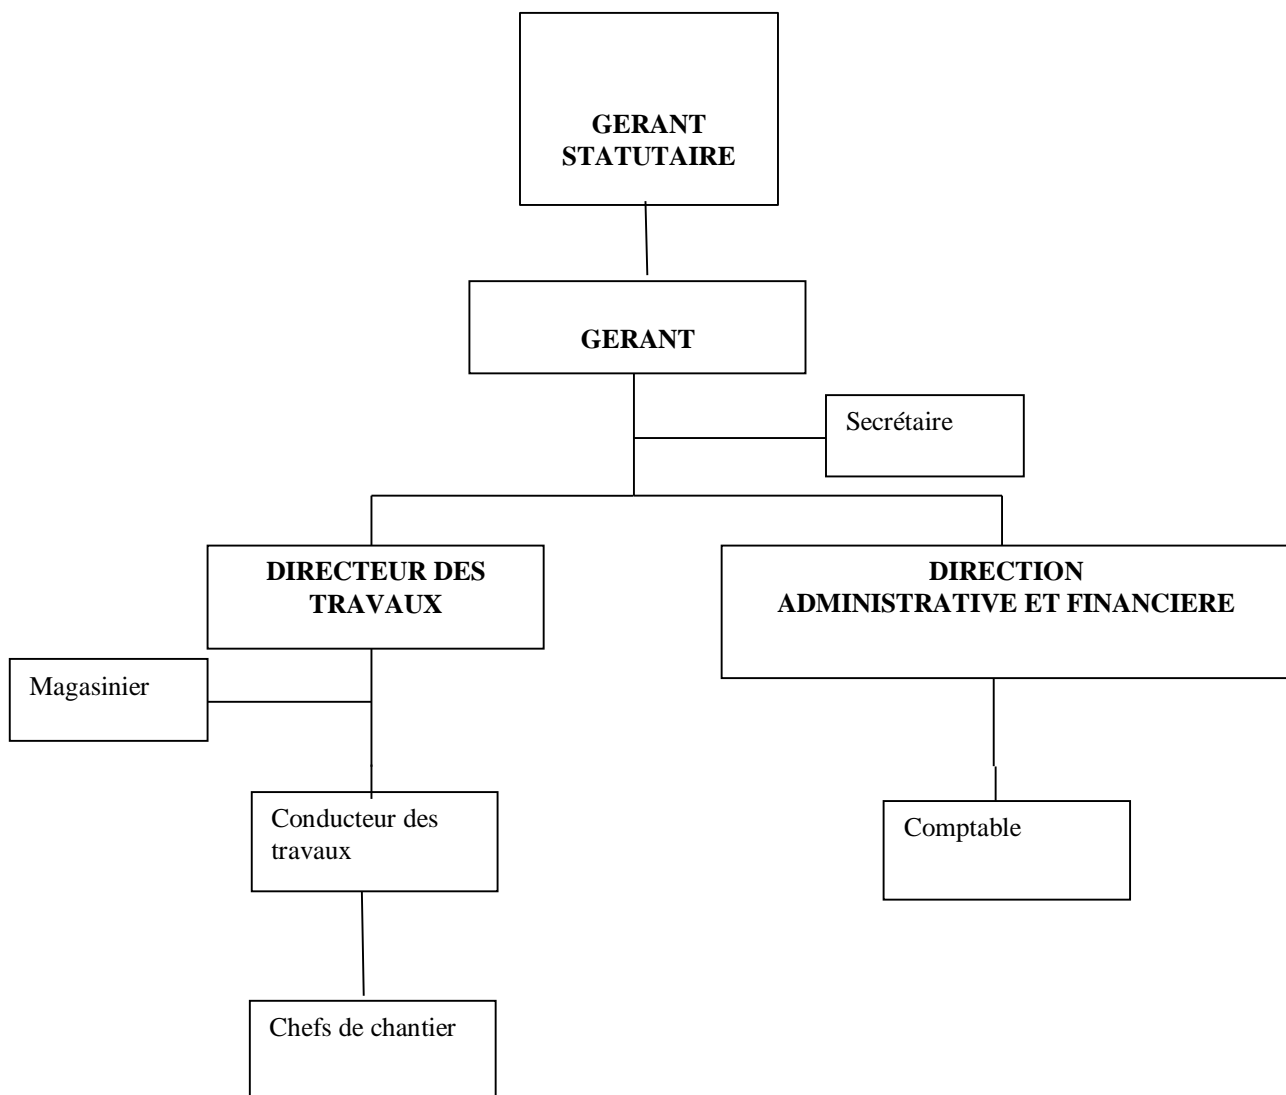 GERANT
STATUTAIRE
GERANT
Secrétaire
DIRECTEUR DES
TRAVAUX
DIRECTION
ADMINISTRATIVE ET FINANCIERE
Magasinier
Conducteur des
travaux
Comptable
Chefs de chantier